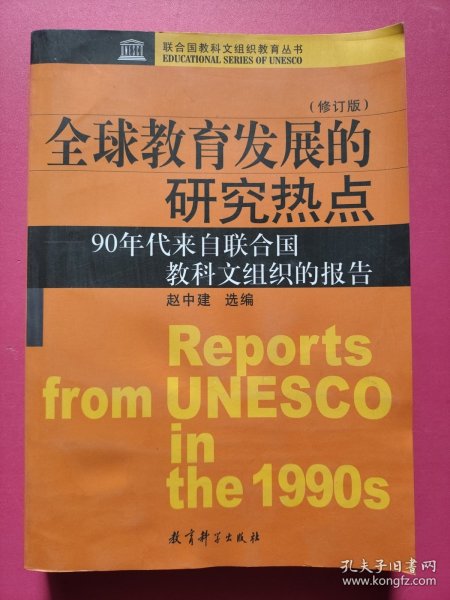 联合国教科文组织教育丛书
EDUCATIONAL SERIES OF UNESCO
（修订版）
全球教育发展的
研究热点
90年代来自联合国
教科文组织的报告
赵中建 选编
Reports
from UNESCO
in
the 1990s
教育科学出版社
孔夫子旧书网
www.kongfz.com